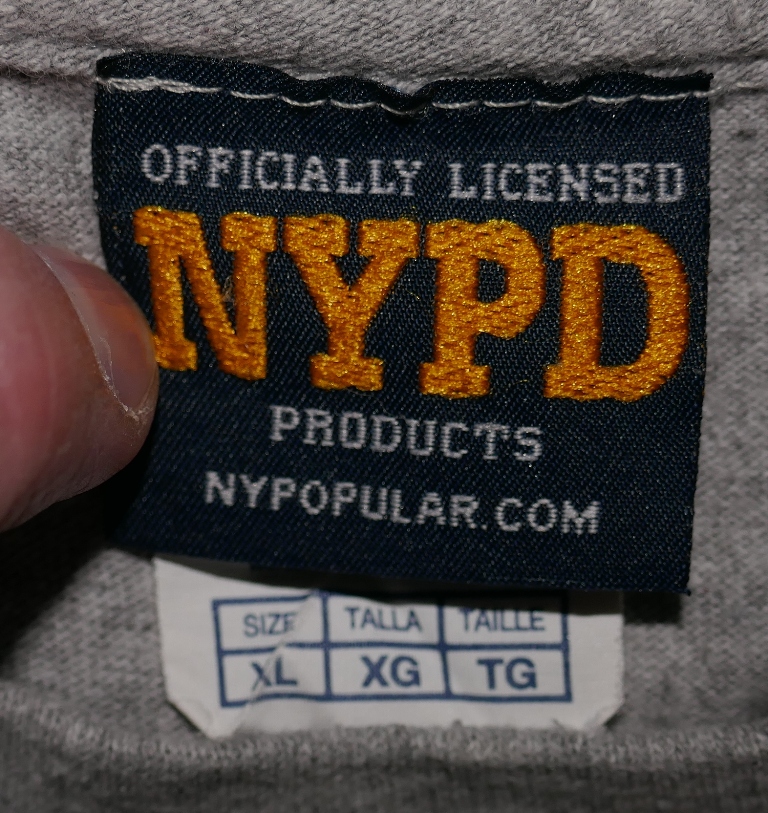 OFFICIALLY LICENSED
NYPD
PRODUCTS
NYPOPULAR.COM
SIZE TALLA TAILLE
XL XG TG